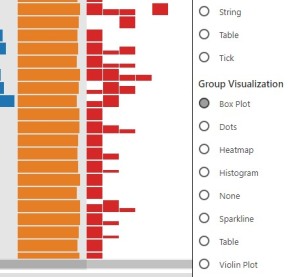 String
Table
Tick
Group Visualization
Box Plot
Dots
Heatmap
Histogram
None
Sparkline
Table
Violin Plot